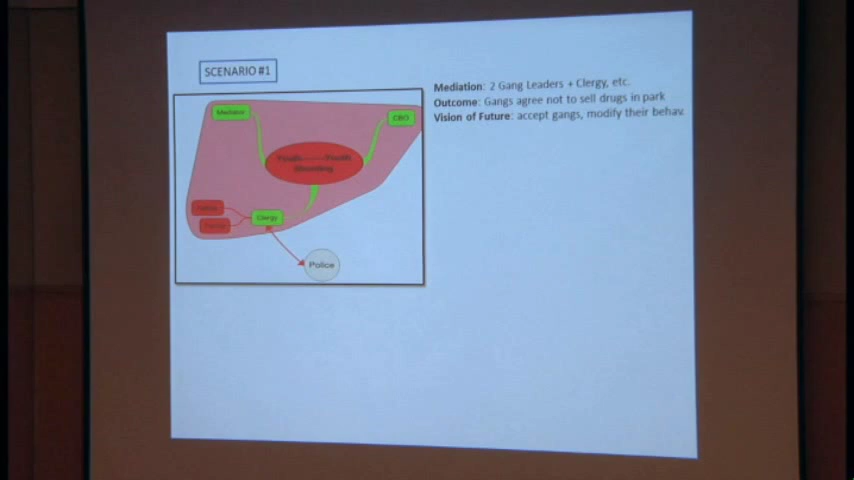 SCENARIO #1
Mediation: 2 Gang Leaders + Clergy, etc.
Outcome: Gangs agree not to sell drugs in park
Vision of Future: accept gangs, modify their behav.
Mediator
CBO
Youth-------Youth
Shooting
Clergy
Police